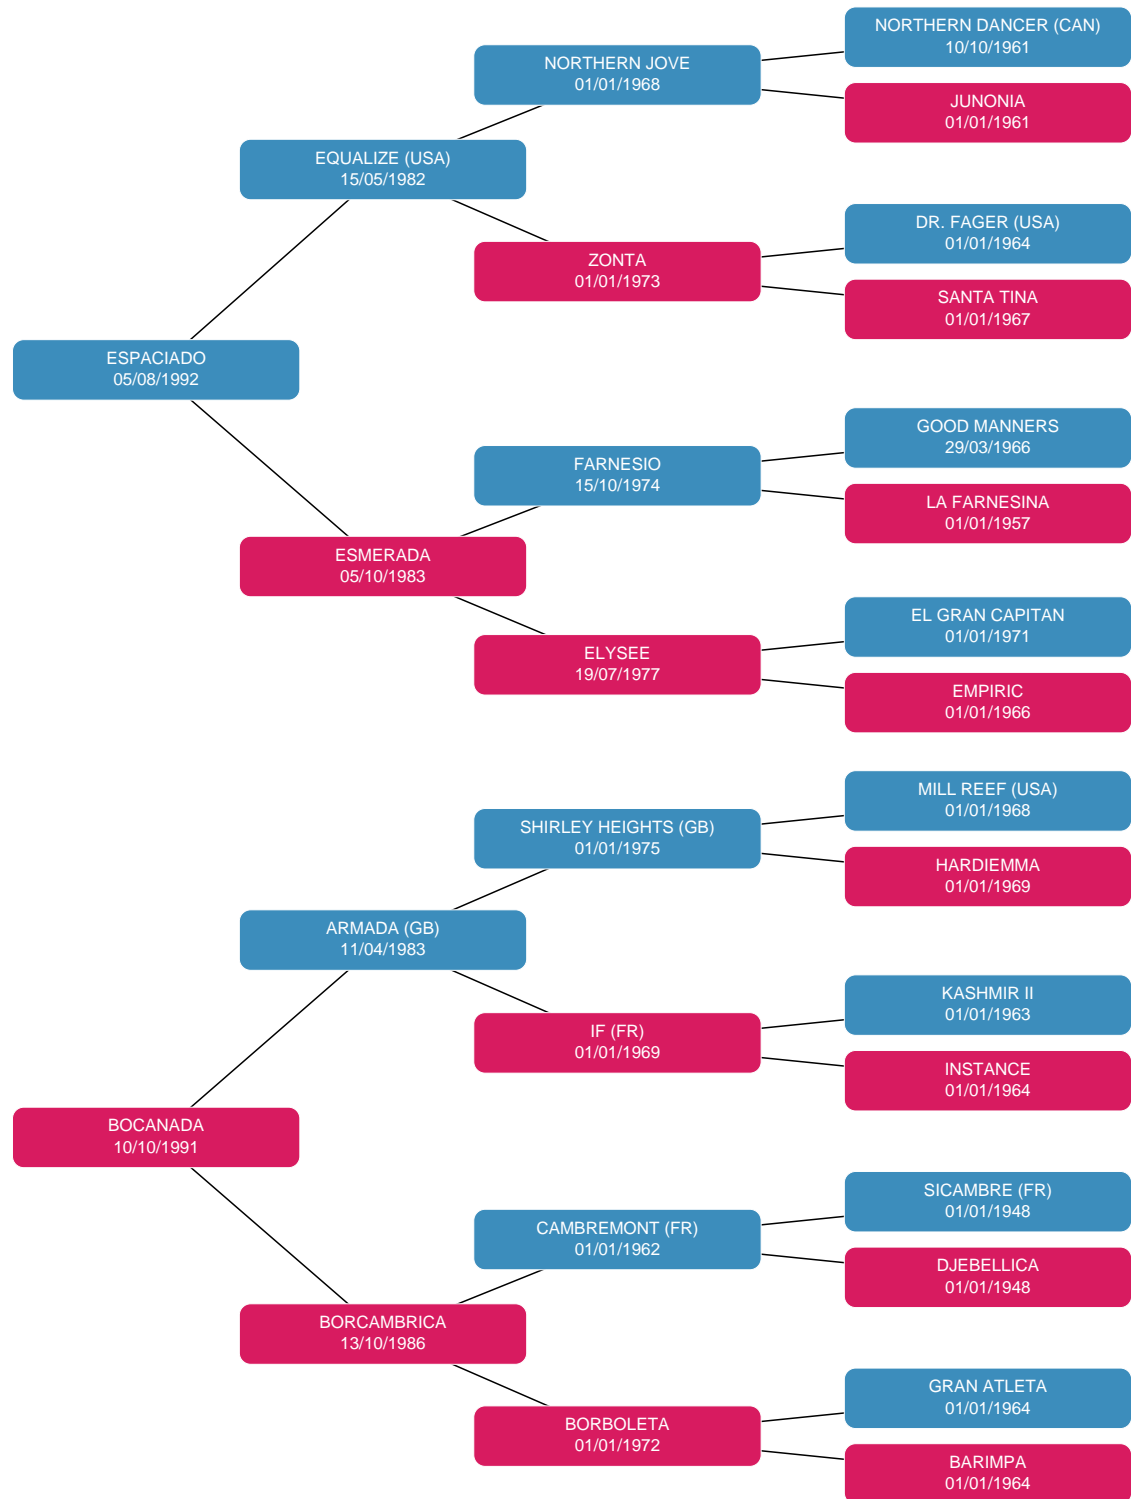 NORTHERN DANCER (CAN)
10/10/1961
NORTHERN JOVE
01/01/1968
JUNONIA
01/01/1961
EQUALIZE (USA)
15/05/1982
DR. FAGER (USA)
01/01/1964
ZONTA
01/01/1973
SANTA TINA
01/01/1967
ESPACIADO
05/08/1992
GOOD MANNERS
29/03/1966
FARNESIO
15/10/1974
LA FARNESINA
01/01/1957
ESMERADA
05/10/1983
EL GRAN CAPITAN
01/01/1971
ELYSEE
19/07/1977
EMPIRIC
01/01/1966
MILL REEF (USA)
01/01/1968
SHIRLEY HEIGHTS (GB)
01/01/1975
HARDIEMMA
01/01/1969
ARMADA (GB)
11/04/1983
KASHMIR II
01/01/1963
IF (FR)
01/01/1969
INSTANCE
01/01/1964
BOCANADA
10/10/1991
SICAMBRE (FR)
01/01/1948
CAMBREMONT (FR)
01/01/1962
DJEBELLICA
01/01/1948
BORCAMBRICA
13/10/1986
GRAN ATLETA
01/01/1964
BORBOLETA
01/01/1972
BARIMPA
01/01/1964